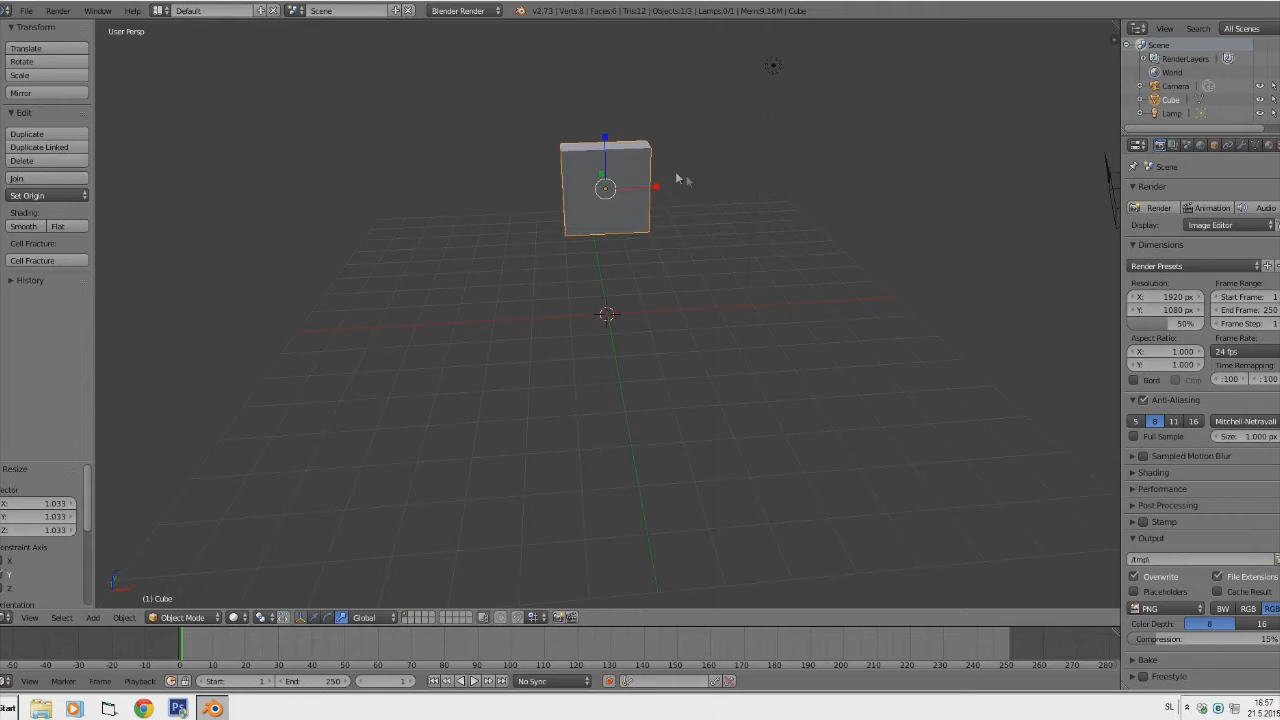 File Render Window Help Default Scene Blender Render v2.73 | Verts:8 | Faces:6 | Tris:12 | Objects:1/3 | Lamps:0/1 | Mem:9.16M | Cube
Transform
Translate
Rotate
Scale
Mirror
Edit
Duplicate
Duplicate Linked
Delete
Join
Set Origin
Shading:
Smooth Flat
Cell Fracture:
Cell Fracture
History
Resize
X: 1.033
Y: 1.033
Z: 1.033
X
Y
Z
User Persp
(1) Cube
View Select Add Object Object Mode Global
-50 -40 -30 -20 -10 0 10 20 30 40 50 60 70 80 90 100 110 120 130 140 150 160 170 180 190 200 210 220 230 240 250 260 270 280
View Marker Frame Playback Start: 1 End: 250 1 No Sync
View Search All Scenes
Scene
RenderLayers
World
Camera
Cube
Lamp
Scene
Render
Render Animation Audio
Display: Image Editor
Dimensions
Render Presets
Resolution: Frame Range:
X: 1920 px Start Frame: 1
Y: 1080 px End Frame: 250
50% Frame Step: 1
Aspect Ratio: Frame Rate:
X: 1.000 24 fps
Y: 1.000 Time Remapping:
Bord Crop :100 :100
Anti-Aliasing
5 8 11 16 Mitchell-Netravali
Full Sample Size: 1.000 px
Sampled Motion Blur
Shading
Performance
Post Processing
Stamp
Output
/tmp\
Overwrite File Extensions
Placeholders Cache Result
PNG BW RGB
Color Depth: 8 16
Compression: 15%
Bake
Freestyle
Start SL 16:57
21.5.2015